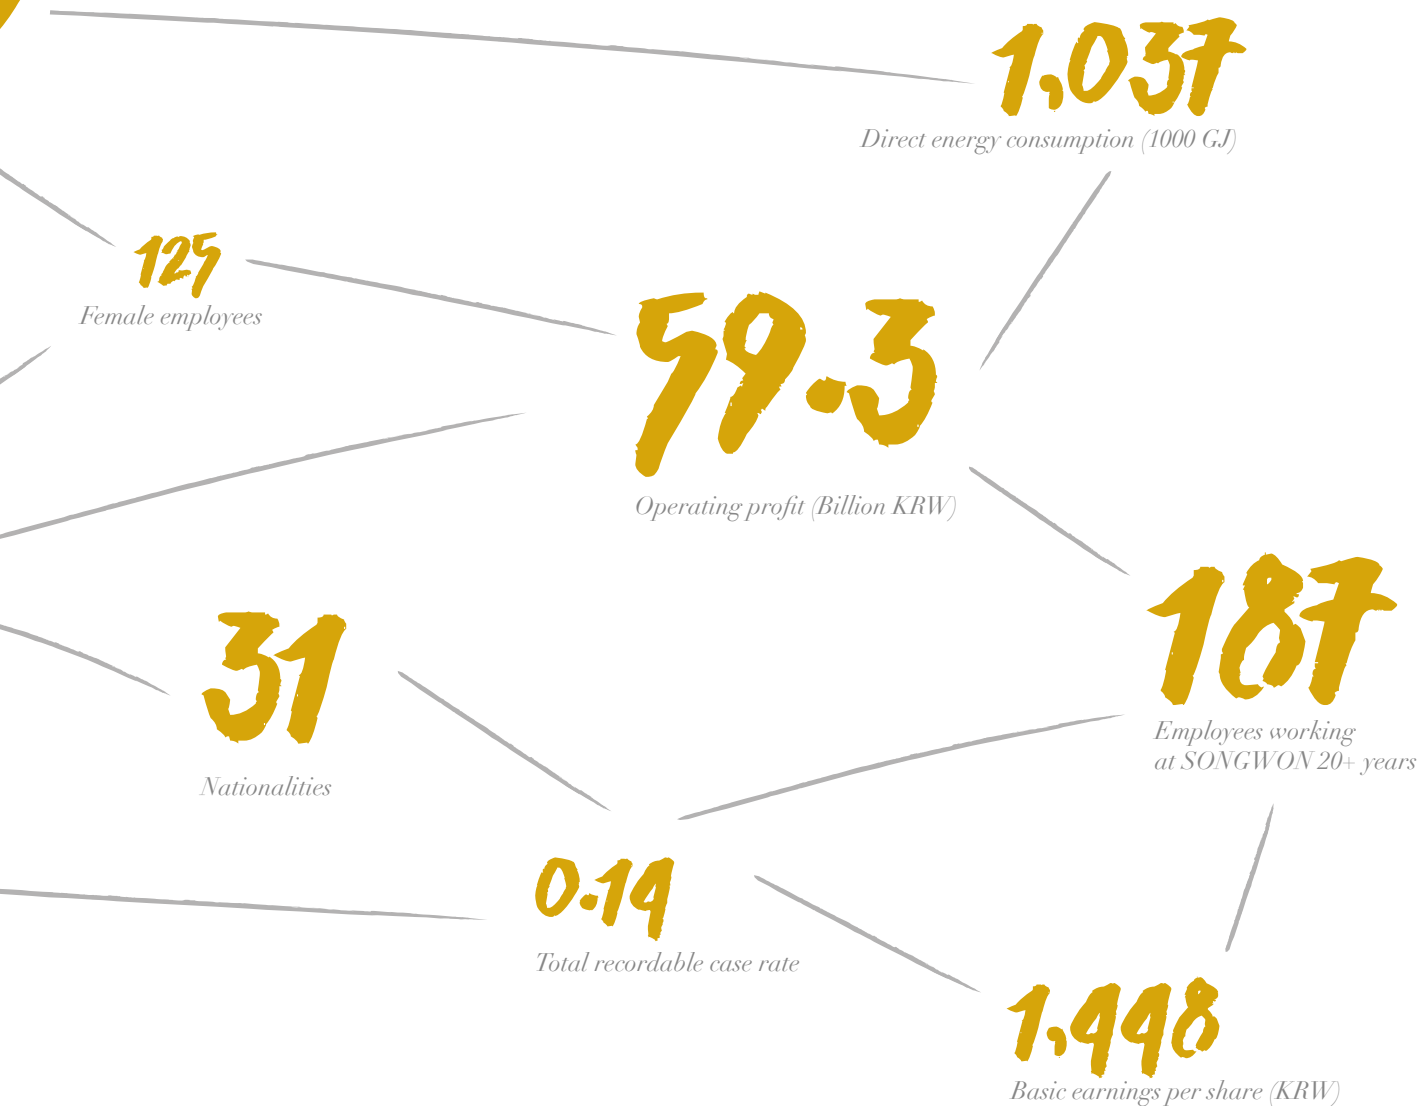 1,037
Direct energy consumption (1000 GJ)
125
Female employees
59.3
Operating profit (Billion KRW)
187
Employees working
at SONGWON 20+ years
31
Nationalities
0.14
Total recordable case rate
1,448
Basic earnings per share (KRW)